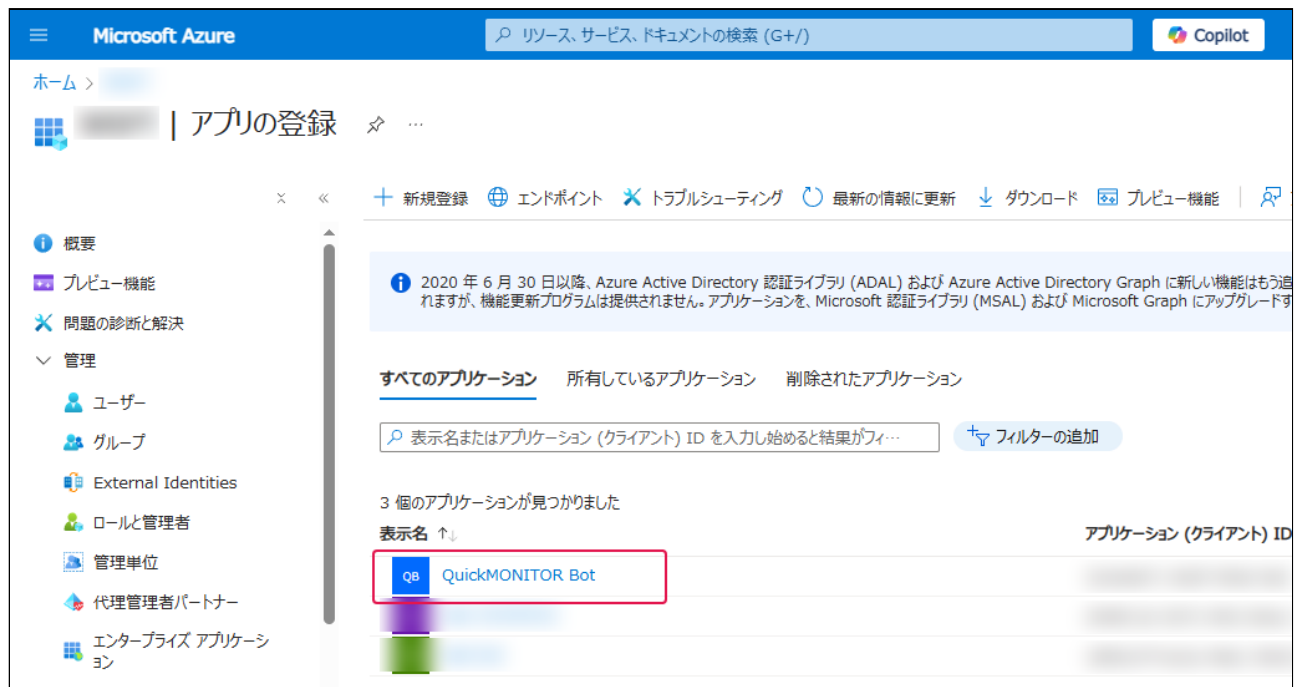 Microsoft Azure
リソース、サービス、ドキュメントの検索 (G+/)
Copilot
ホーム >
| アプリの登録 ...
新規登録 エンドポイント トラブルシューティング 最新の情報に更新 ダウンロード プレビュー機能
概要
プレビュー機能
問題の診断と解決
管理
ユーザー
グループ
External Identities
ロールと管理者
管理単位
代理管理者パートナー
エンタープライズ アプリケーシ
ョン
2020 年 6 月 30 日以降、Azure Active Directory 認証ライブラリ (ADAL) および Azure Active Directory Graph に新しい機能はもう追
れますが、機能更新プログラムは提供されません。アプリケーションを、Microsoft 認証ライブラリ (MSAL) および Microsoft Graph にアップグレードす
すべてのアプリケーション 所有しているアプリケーション 削除されたアプリケーション
表示名またはアプリケーション (クライアント) ID を入力し始めると結果がフィ…
フィルターの追加
3 個のアプリケーションが見つかりました
表示名 ↑↓ アプリケーション (クライアント) ID
QB QuickMONITOR Bot